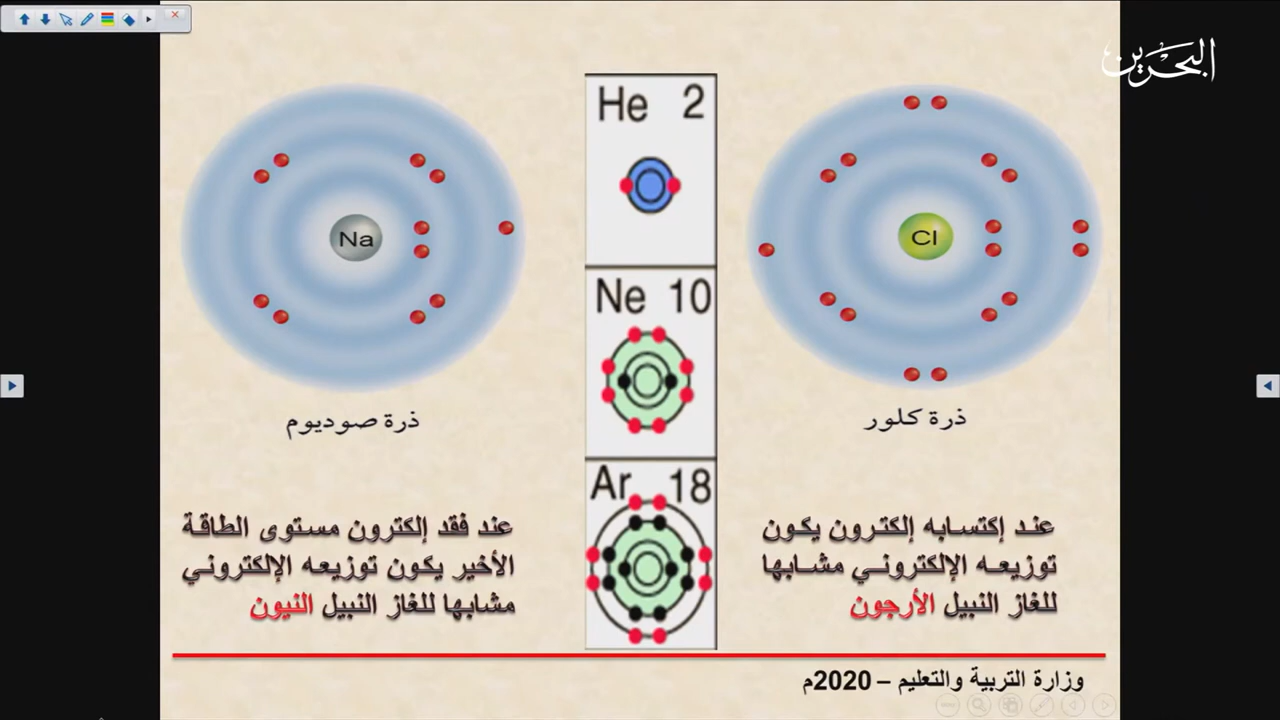 البحرين
He 2
Na
Cl
Ne 10
ذرة صوديوم
ذرة كلور
Ar 18
عند إكتسابه إلكترون يكون
توزيعه الإلكتروني مشابها
للغاز النبيل الأرجون
عند فقد إلكترون مستوى الطاقة
الأخير يكون توزيعه الإلكتروني
مشابها للغاز النبيل النيون
وزارة التربية والتعليم – 2020م